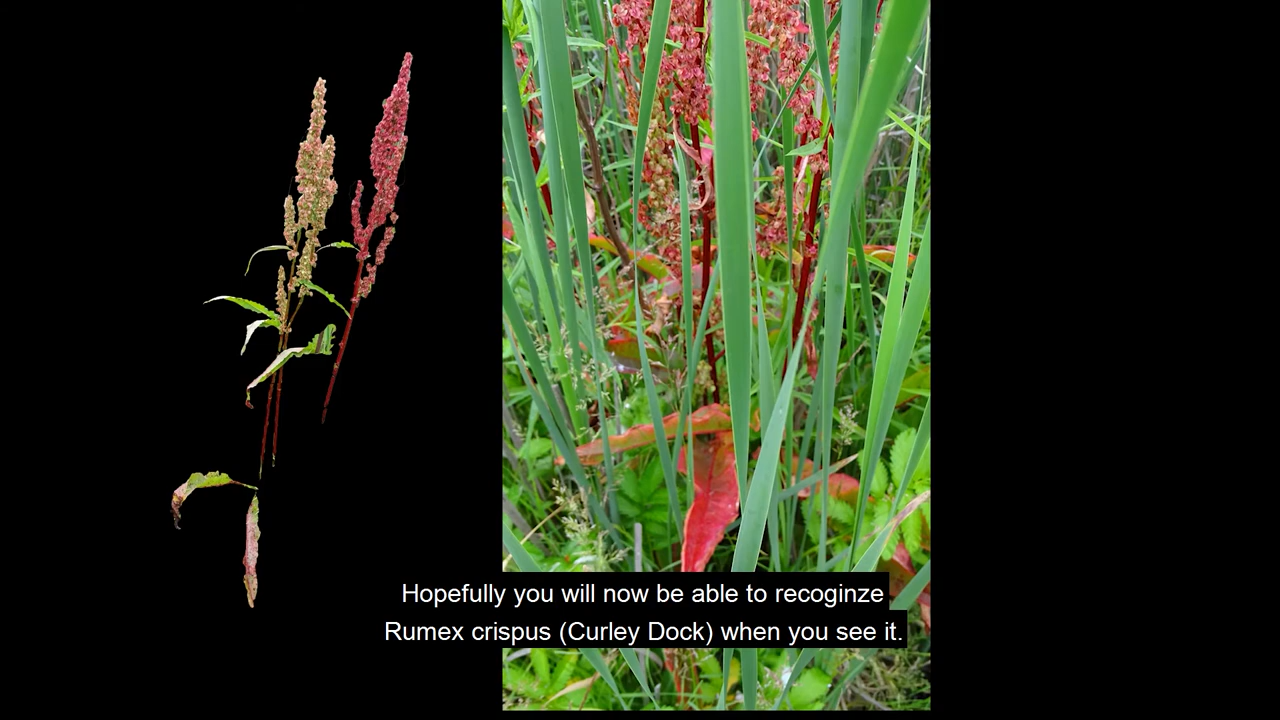 Hopefully you will now be able to recoginze
Rumex crispus (Curley Dock) when you see it.